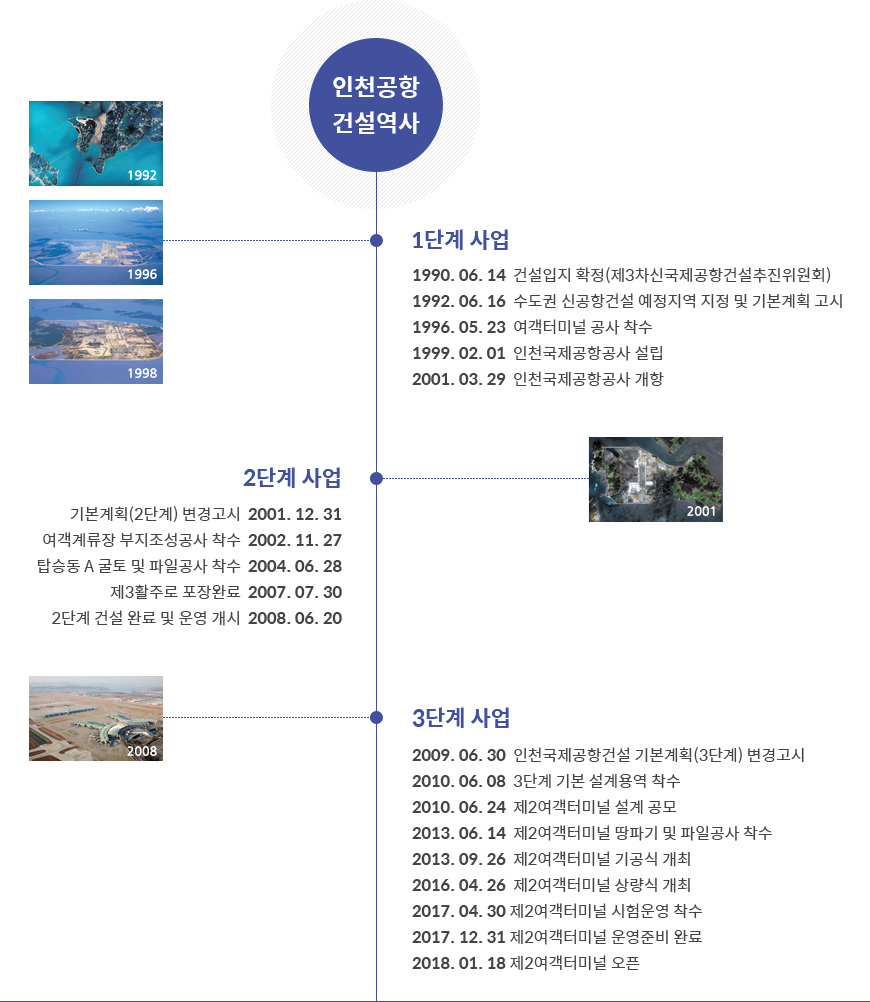 인천공항
건설역사
1992
1996
1998
1단계 사업
1990. 06. 14 건설입지 확정(제3차신국제공항건설추진위원회)
1992. 06. 16 수도권 신공항건설 예정지역 지정 및 기본계획 고시
1996. 05. 23 여객터미널 공사 착수
1999. 02. 01 인천국제공항공사 설립
2001. 03. 29 인천국제공항공사 개항
2단계 사업
기본계획(2단계) 변경고시 2001. 12. 31
여객계류장 부지조성공사 착수 2002. 11. 27
탑승동 A 굴토 및 파일공사 착수 2004. 06. 28
제3활주로 포장완료 2007. 07. 30
2단계 건설 완료 및 운영 개시 2008. 06. 20
2001
2008
3단계 사업
2009. 06. 30 인천국제공항건설 기본계획(3단계) 변경고시
2010. 06. 08 3단계 기본 설계용역 착수
2010. 06. 24 제2여객터미널 설계 공모
2013. 06. 14 제2여객터미널 땅파기 및 파일공사 착수
2013. 09. 26 제2여객터미널 기공식 개최
2016. 04. 26 제2여객터미널 상량식 개최
2017. 04. 30 제2여객터미널 시험운영 착수
2017. 12. 31 제2여객터미널 운영준비 완료
2018. 01. 18 제2여객터미널 오픈